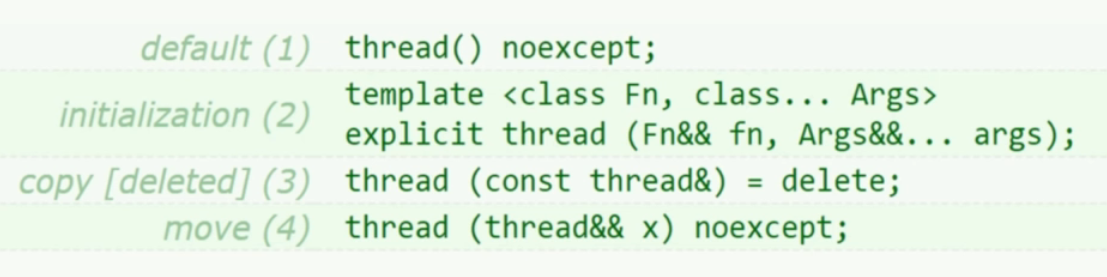 default (1) thread() noexcept;
template <class Fn, class... Args>
initialization (2)
explicit thread (Fn&& fn, Args&&... args);
copy [deleted] (3) thread (const thread&) = delete;
move (4) thread (thread&& x) noexcept;